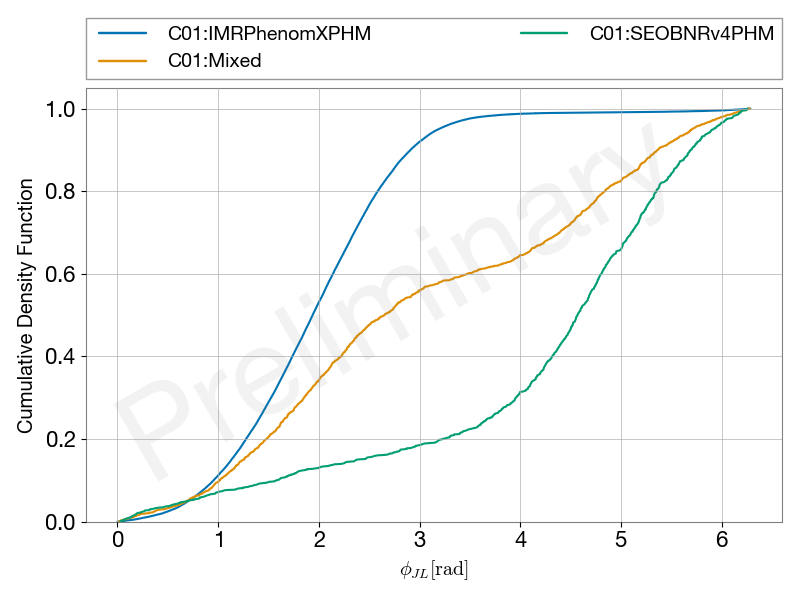 C01:IMRPhenomXPHM
C01:SEOBNRv4PHM
C01:Mixed
1.0
0.8
0.6
0.4
0.2
0.0
Cumulative Density Function
Preliminary
0 1 2 3 4 5 6
ϕJL[rad]